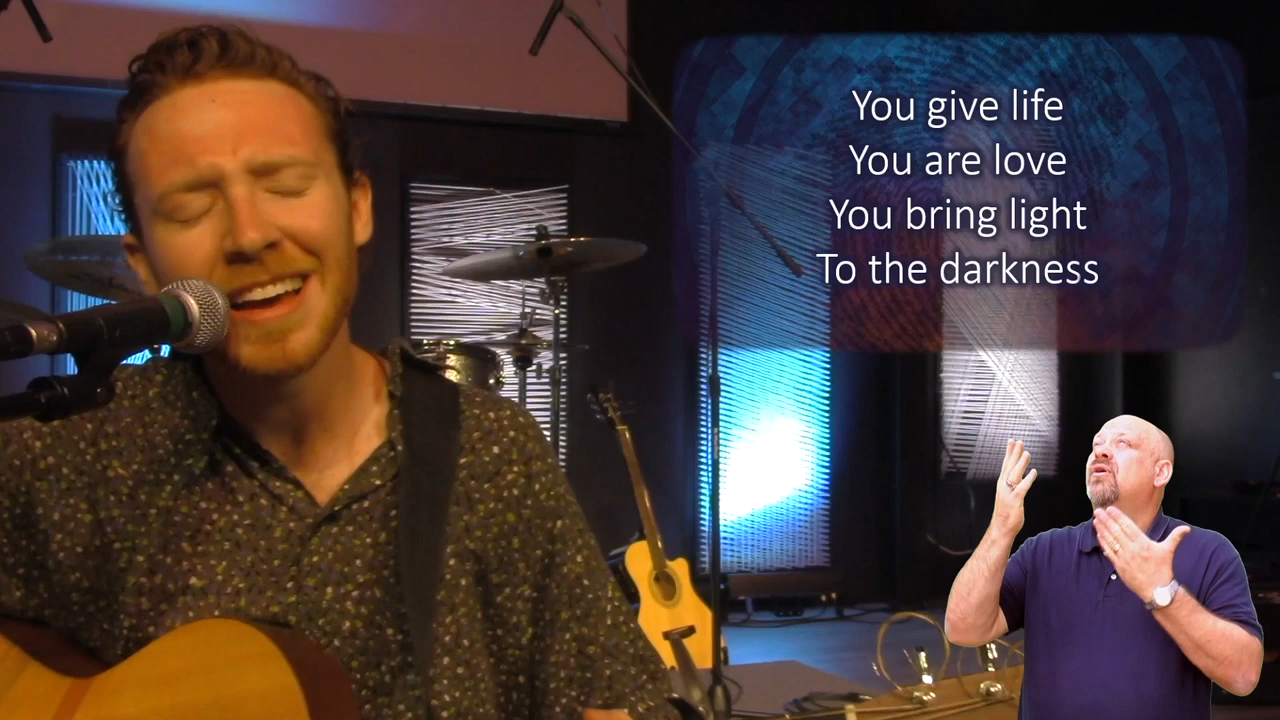 You give life
You are love
You bring light
To the darkness